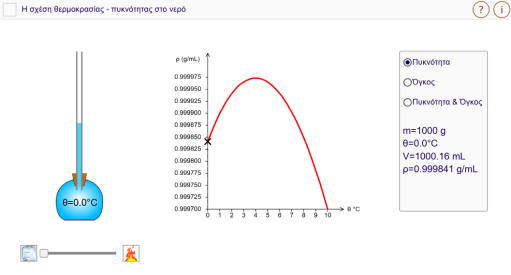 Η σχέση θερμοκρασίας - πυκνότητας στο νερό
?
i
ρ (g/mL)
0.999975
0.999950
0.999925
0.999900
0.999875
0.999850
0.999825
0.999800
0.999775
0.999750
0.999725
0.999700
0 1 2 3 4 5 6 7 8 9 10
θ °C
θ=0.0°C
Πυκνότητα
Όγκος
Πυκνότητα & Όγκος
m=1000 g
θ=0.0°C
V=1000.16 mL
ρ=0.999841 g/mL